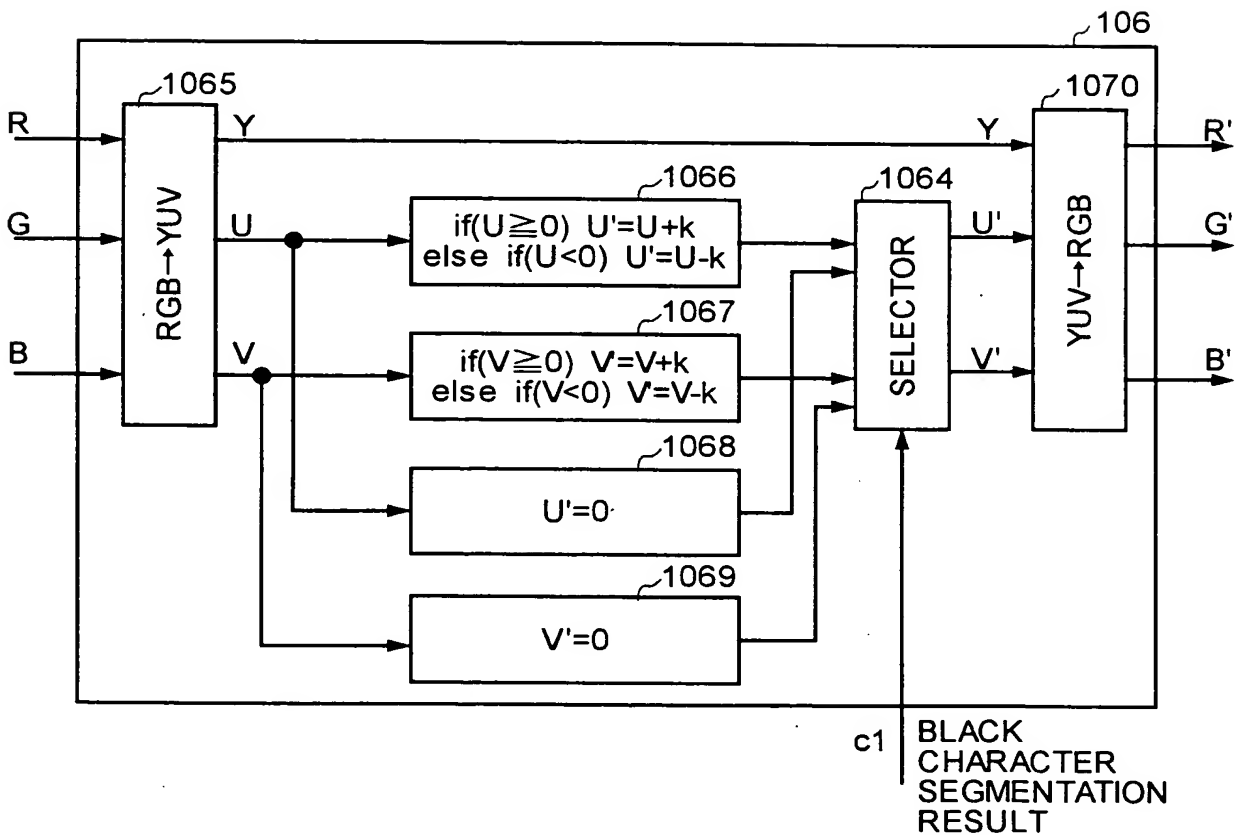 106
1065
1070
R
Y
Y
R'
1066
1064
G
U
if(U≧0) U'=U+k
else if(U<0) U'=U-k
U'
G'
RGB→YUV
SELECTOR
YUV→RGB
1067
B
V
if(V≧0) V'=V+k
else if(V<0) V'=V-k
V'
B'
1068
U'=0
1069
V'=0
c1
BLACK
CHARACTER
SEGMENTATION
RESULT